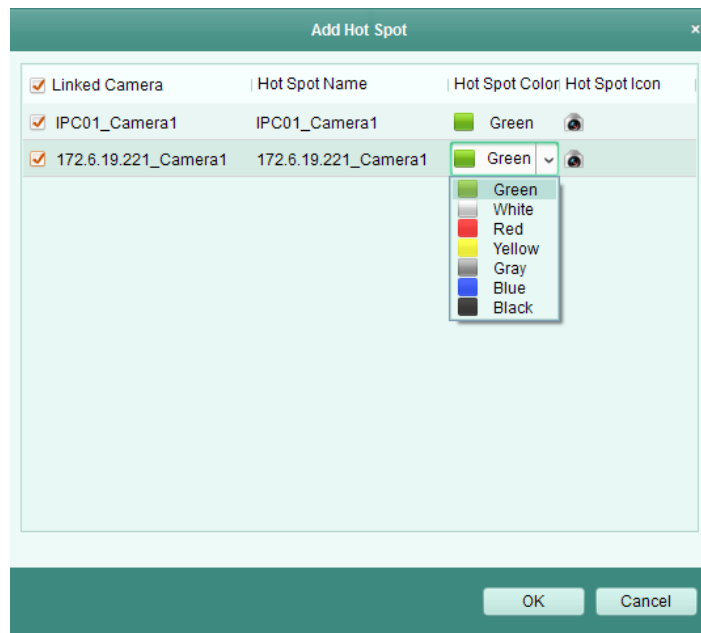 Add Hot Spot ×
Linked Camera Hot Spot Name Hot Spot Color Hot Spot Icon
IPC01_Camera1 IPC01_Camera1 Green
172.6.19.221_Camera1 172.6.19.221_Camera1 Green
Green
White
Red
Yellow
Gray
Blue
Black
OK Cancel